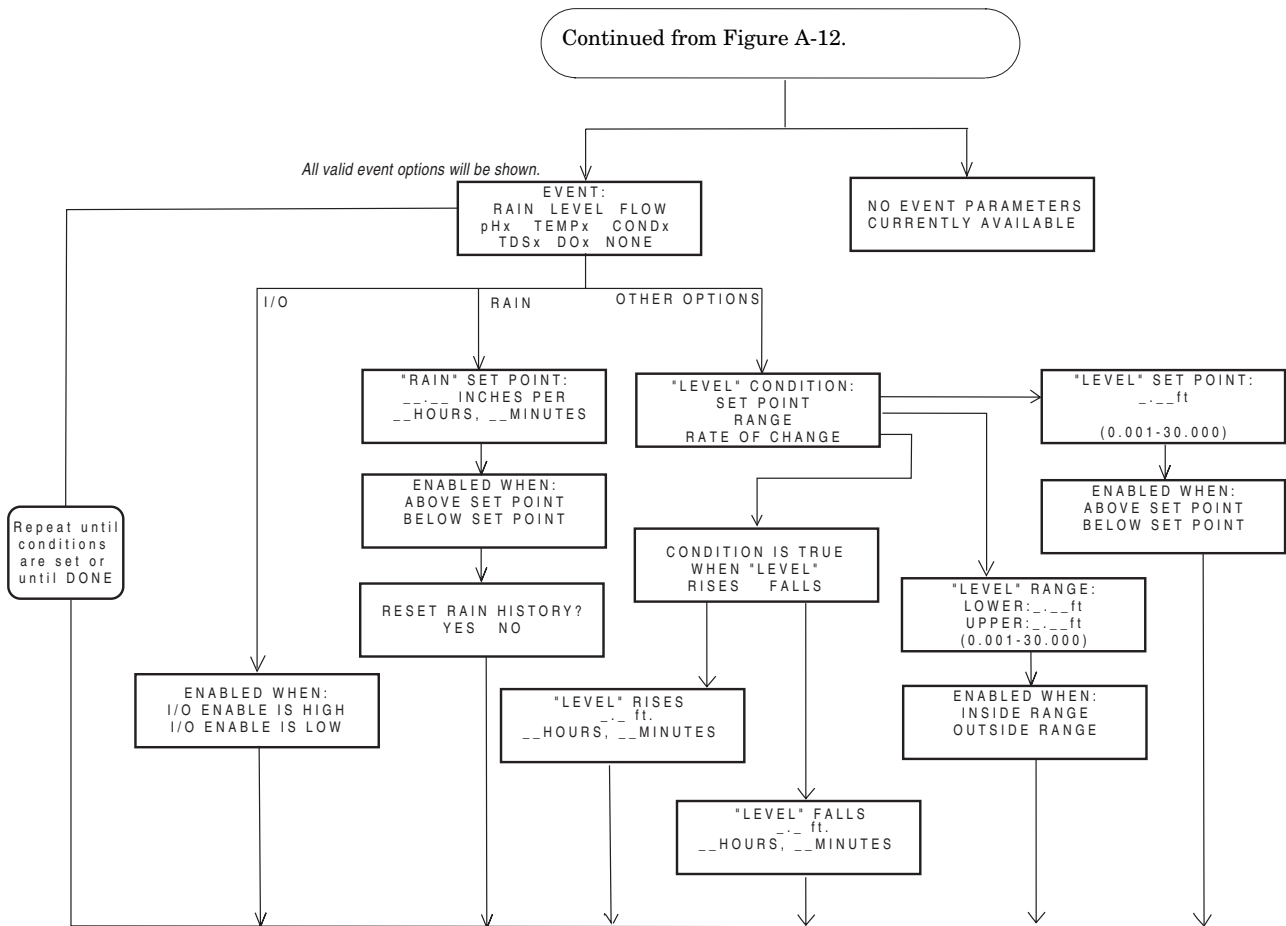 Continued from Figure A-12.
All valid event options will be shown.
EVENT:
RAIN LEVEL FLOW
pHx TEMPx CONDx
TDSx DOx NONE
NO EVENT PARAMETERS
CURRENTLY AVAILABLE
I/O
RAIN
OTHER OPTIONS
"RAIN" SET POINT:
__.__ INCHES PER
__HOURS, __MINUTES
"LEVEL" CONDITION:
SET POINT
RANGE
RATE OF CHANGE
"LEVEL" SET POINT:
_.__ft
(0.001-30.000)
ENABLED WHEN:
ABOVE SET POINT
BELOW SET POINT
ENABLED WHEN:
ABOVE SET POINT
BELOW SET POINT
Repeat until
conditions
are set or
until DONE
CONDITION IS TRUE
WHEN "LEVEL"
RISES FALLS
"LEVEL" RANGE:
LOWER:_.__ft
UPPER:_.__ft
(0.001-30.000)
RESET RAIN HISTORY?
YES NO
ENABLED WHEN:
I/O ENABLE IS HIGH
I/O ENABLE IS LOW
"LEVEL" RISES
_._ ft.
__HOURS, __MINUTES
ENABLED WHEN:
INSIDE RANGE
OUTSIDE RANGE
"LEVEL" FALLS
_._ ft.
__HOURS, __MINUTES